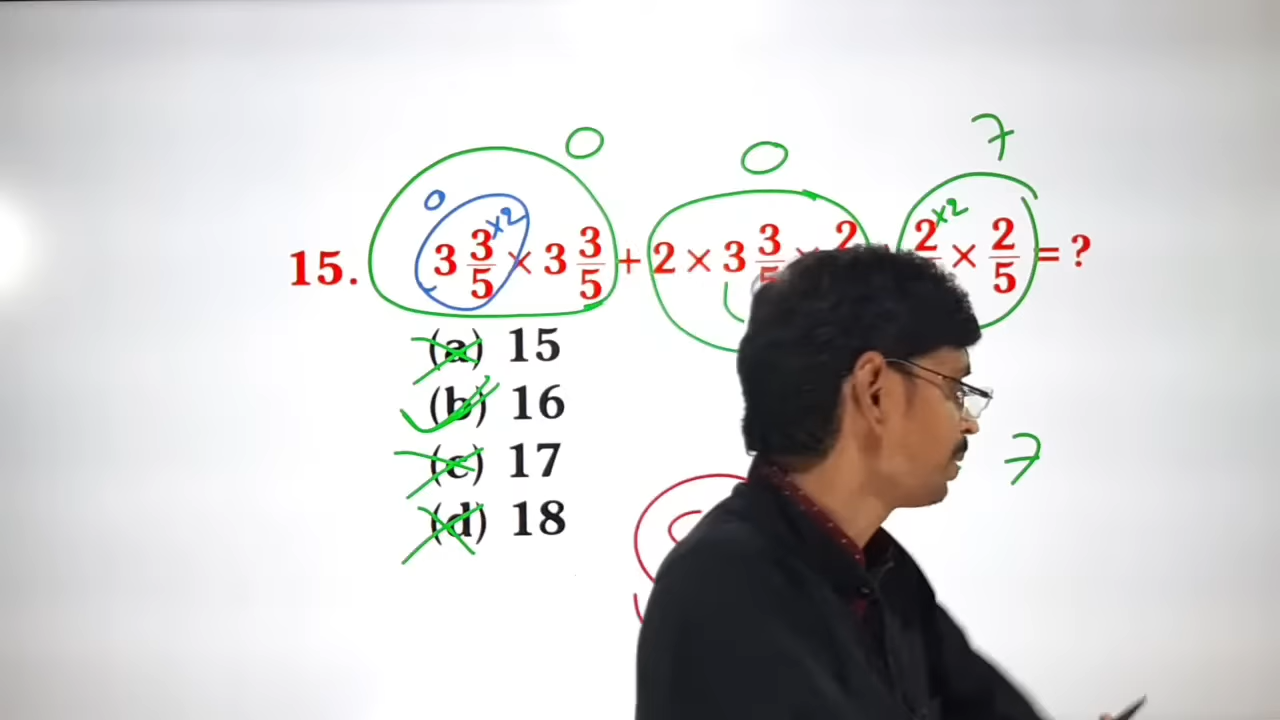 0 0 7
0
15. 3 3/5 ×2 × 3 3/5 + 2 × 3 3/5 × 2 2 ×2 × 2/5 = ?
(a) 15
(b) 16
(c) 17
7
(d) 18